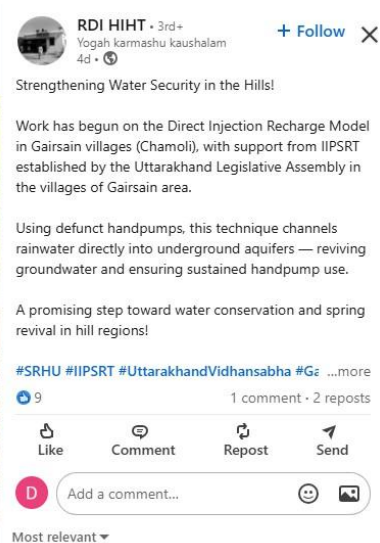 RDI HIHT • 3rd+
+ Follow
Yogah karmashu kaushalam
4d •
Strengthening Water Security in the Hills!
Work has begun on the Direct Injection Recharge Model
in Gairsain villages (Chamoli), with support from IIPSRT
established by the Uttarakhand Legislative Assembly in
the villages of Gairsain area.
Using defunct handpumps, this technique channels
rainwater directly into underground aquifers — reviving
groundwater and ensuring sustained handpump use.
A promising step toward water conservation and spring
revival in hill regions!
#SRHU #IIPSRT #UttarakhandVidhansabha #Ga ...more
9
1 comment • 2 reposts
Like Comment Repost Send
D
Add a comment...
Most relevant